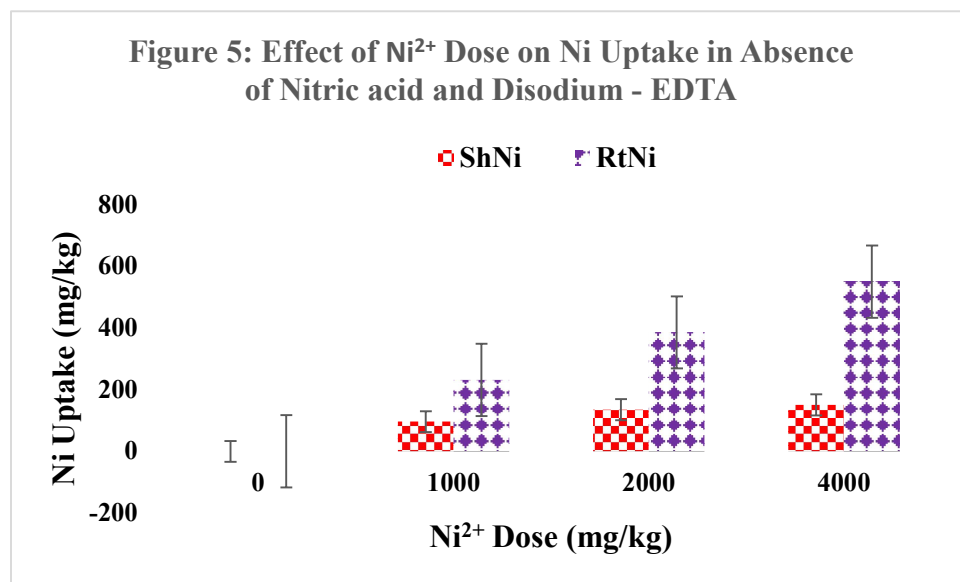 Figure 5: Effect of Ni²⁺ Dose on Ni Uptake in Absence
of Nitric acid and Disodium - EDTA
ShNi RtNi
800
600
400
200
0
-200
Ni Uptake (mg/kg)
0 1000 2000 4000
Ni²⁺ Dose (mg/kg)